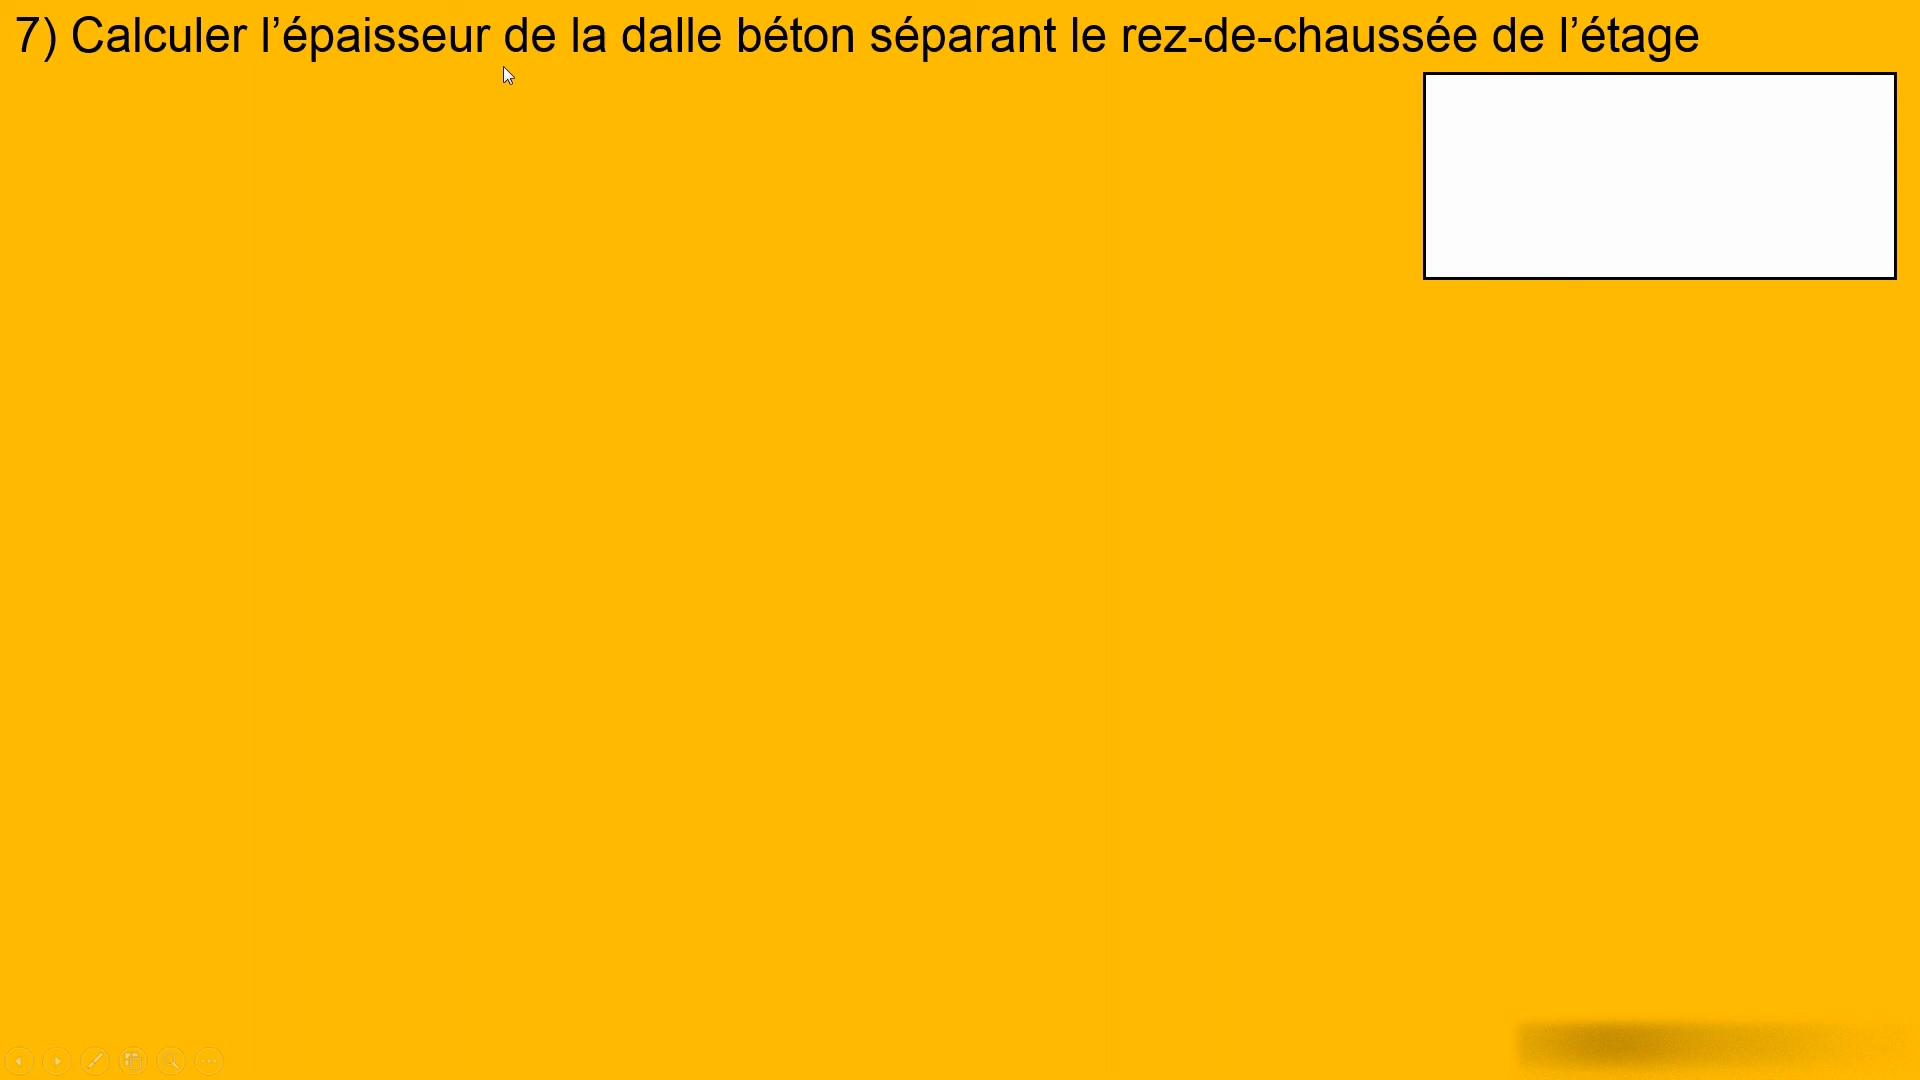 7) Calculer l’épaisseur de la dalle béton séparant le rez-de-chaussée de l’étage